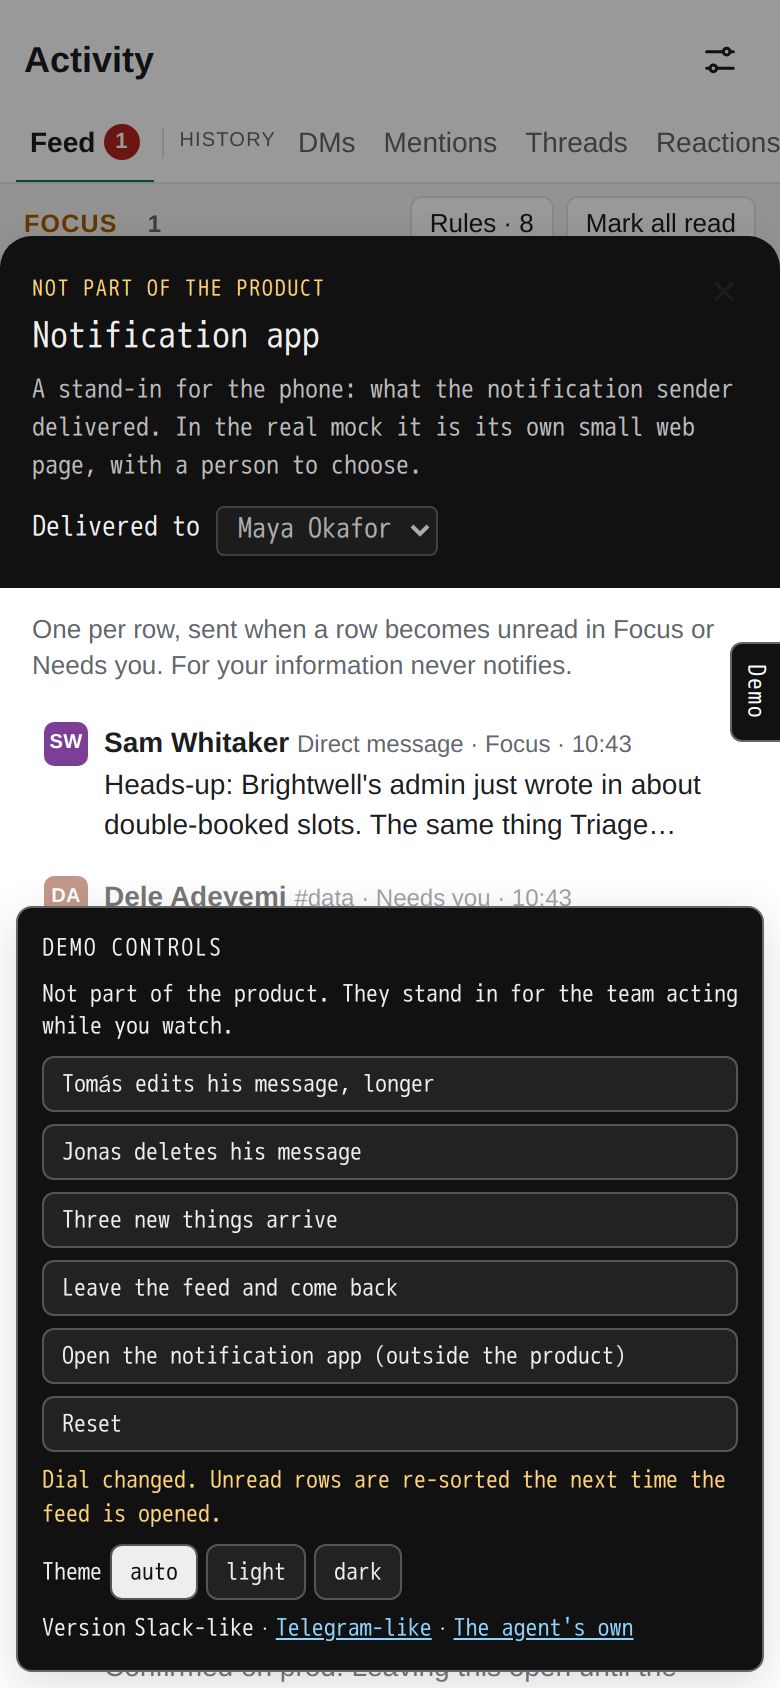 Activity
Feed 1 HISTORY DMs Mentions Threads Reactions
FOCUS 1 Rules · 8 Mark all read
NOT PART OF THE PRODUCT
Notification app
A stand-in for the phone: what the notification sender
delivered. In the real mock it is its own small web
page, with a person to choose.
Delivered to Maya Okafor
One per row, sent when a row becomes unread in Focus or
Needs you. For your information never notifies.
Demo
SW Sam Whitaker Direct message · Focus · 10:43
Heads-up: Brightwell's admin just wrote in about
double-booked slots. The same thing Triage…
DA Dele Adeyemi #data · Needs you · 10:43
DEMO CONTROLS
Not part of the product. They stand in for the team acting
while you watch.
Tomás edits his message, longer
Jonas deletes his message
Three new things arrive
Leave the feed and come back
Open the notification app (outside the product)
Reset
Dial changed. Unread rows are re-sorted the next time the
feed is opened.
Theme auto light dark
Version Slack-like · Telegram-like · The agent's own
Confirmed on prod. Leaving this open until the